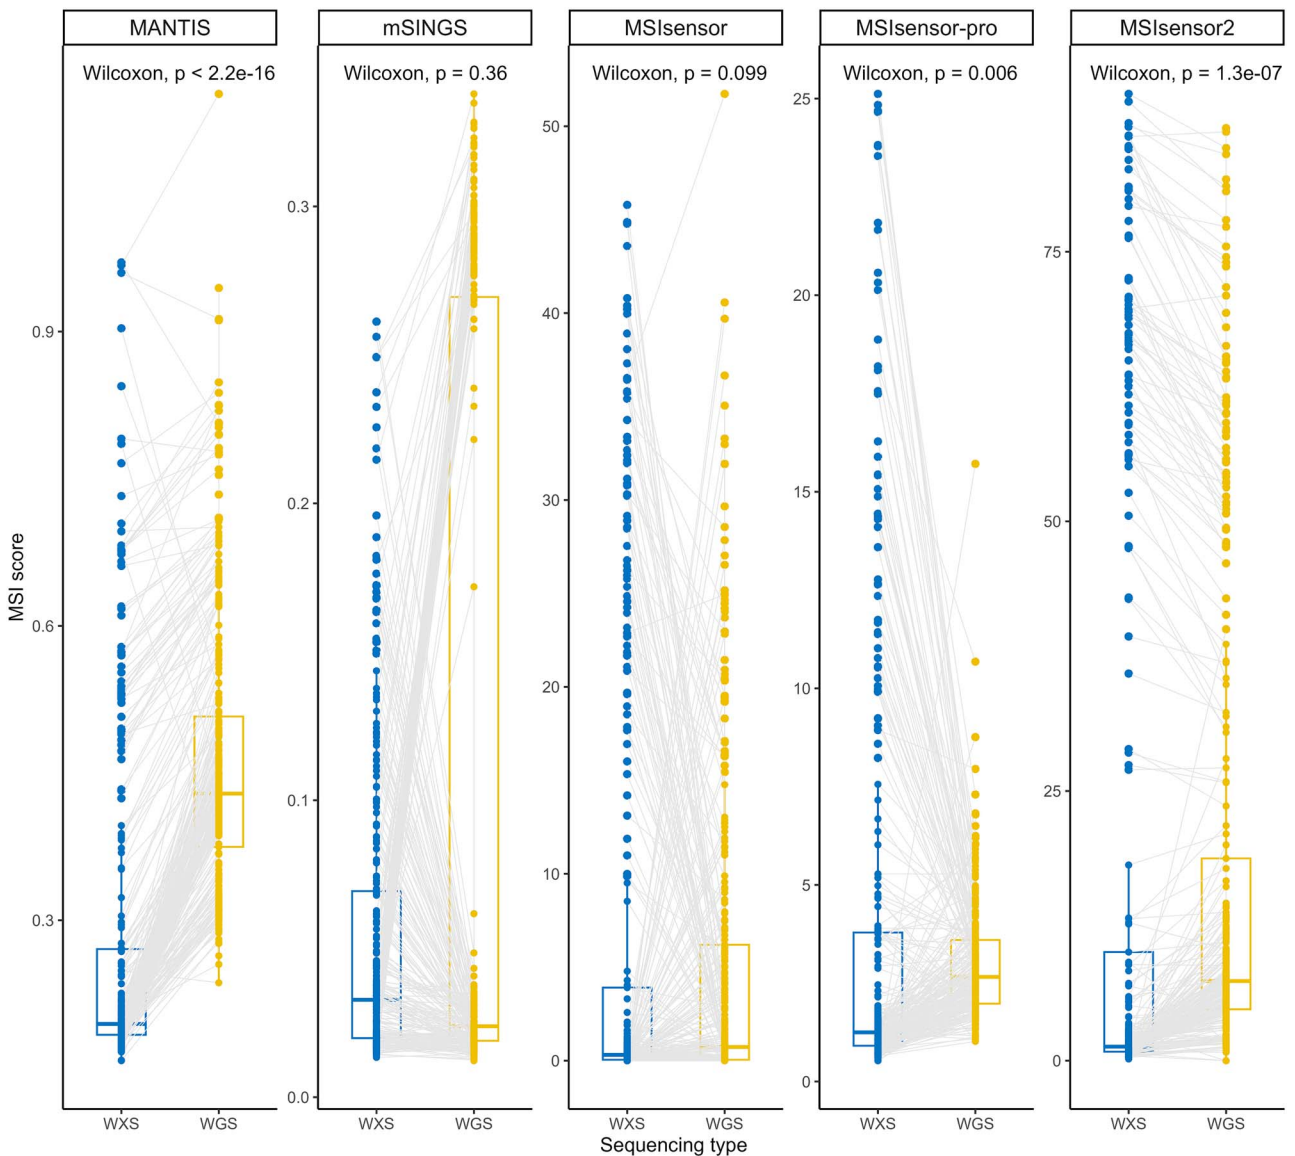 MANTIS
mSINGS
MSIsensor
MSIsensor-pro
MSIsensor2
Wilcoxon, p < 2.2e-16
Wilcoxon, p = 0.36
Wilcoxon, p = 0.099
Wilcoxon, p = 0.006
Wilcoxon, p = 1.3e-07
MSI score
0.9
0.6
0.3
0.3
0.2
0.1
0.0
50
40
30
20
10
0
25
20
15
10
5
0
75
50
25
0
WXS WGS
WXS WGS
WXS WGS
WXS WGS
WXS WGS
Sequencing type